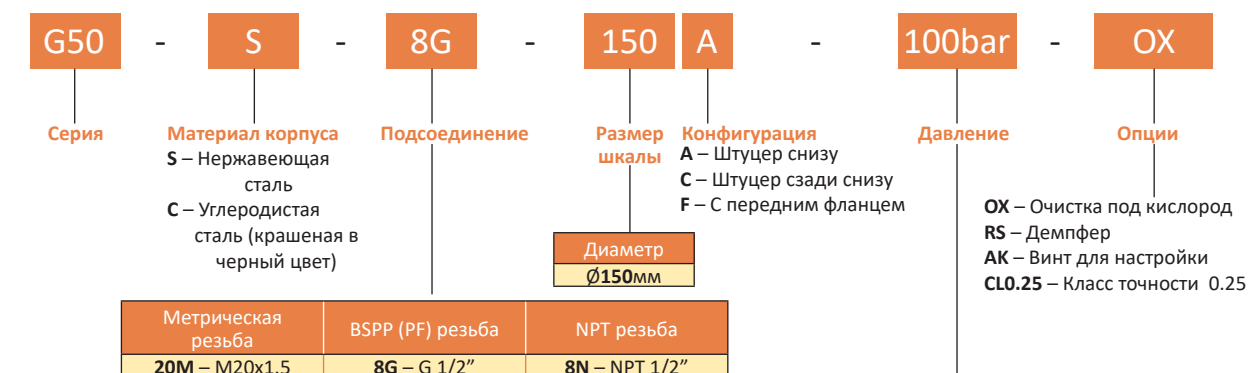 G50 - S - 8G - 150 A - 100bar - OX
Серия
Материал корпуса
S – Нержавеющая
сталь
C – Углеродистая
сталь (крашеная в
черный цвет)
Подсоединение
Размер
шкалы
Конфигурация
A – Штуцер снизу
C – Штуцер сзади снизу
F – С передним фланцем
Давление
Опции
OX – Очистка под кислород
RS – Демпфер
AK – Винт для настройки
CL0.25 – Класс точности 0.25
Диаметр
Ø150мм
Метрическая
резьба
BSPP (PF) резьба
NPT резьба
20M – M20x1.5
8G – G 1/2”
8N – NPT 1/2”